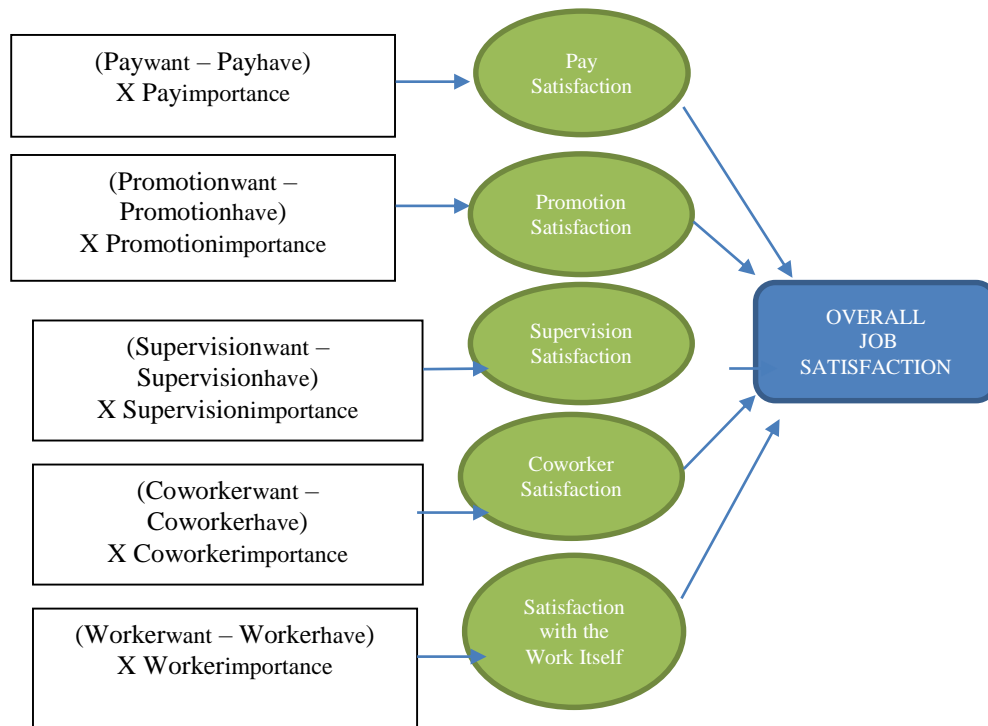 (Paywant – Payhave)
X Payimportance
Pay
Satisfaction
(Promotionwant –
Promotionhave)
X Promotionimportance
Promotion
Satisfaction
(Supervisionwant –
Supervisionhave)
X Supervisionimportance
Supervision
Satisfaction
OVERALL
JOB
SATISFACTION
(Coworkerwant –
Coworkerhave)
X Coworkerimportance
Coworker
Satisfaction
(Workerwant – Workerhave)
X Workerimportance
Satisfaction
with the
Work Itself